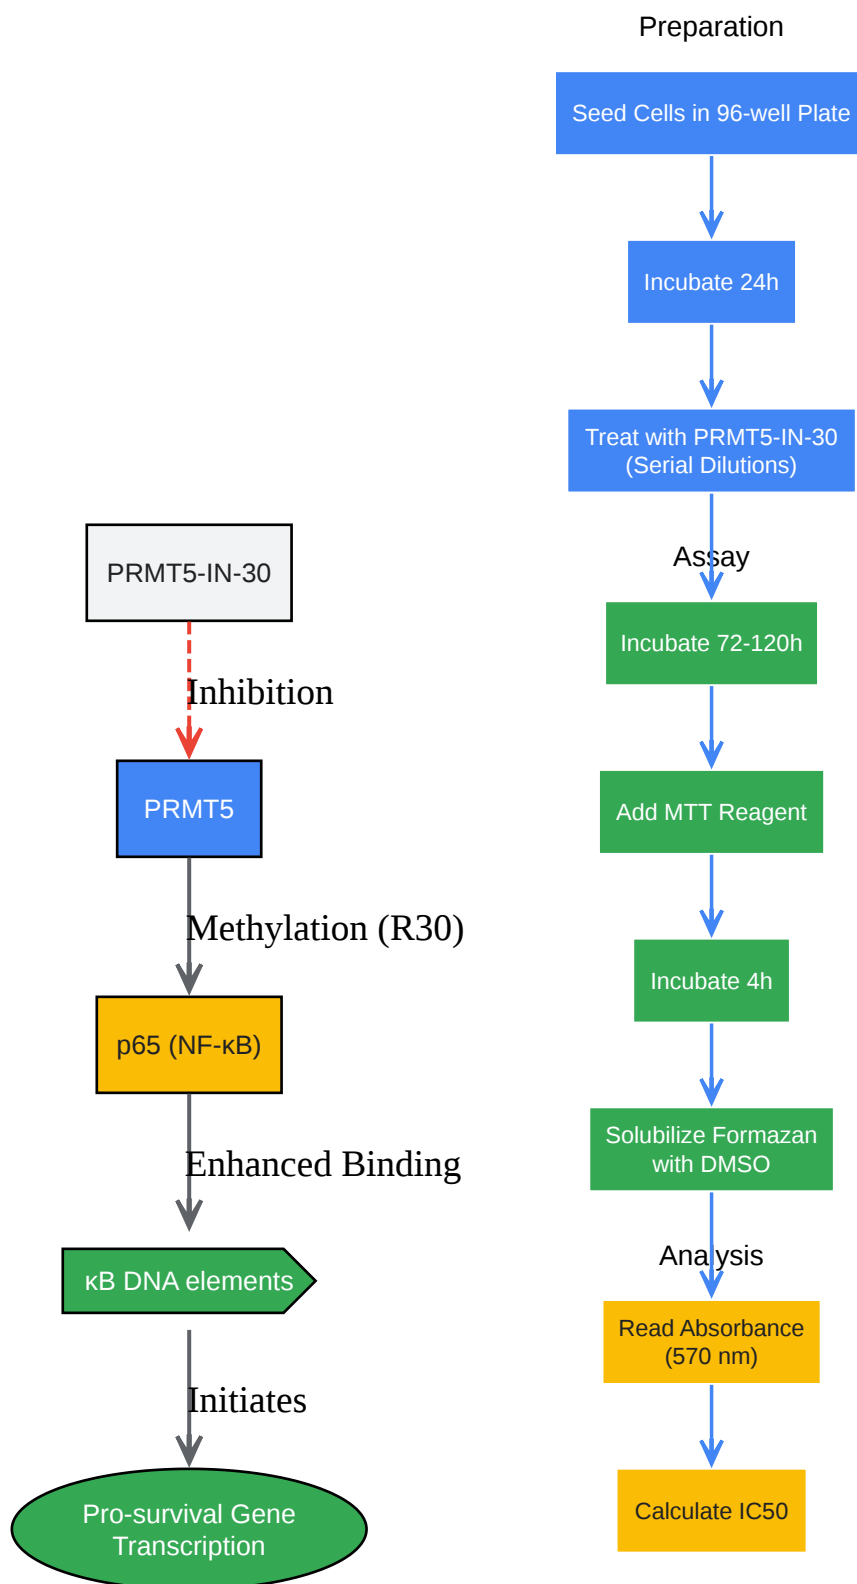 PRMT5-IN-30
Inhibition
PRMT5
Methylation (R30)
p65 (NF-κB)
Enhanced Binding
κB DNA elements
Initiates
Pro-survival Gene
Transcription
Preparation
Seed Cells in 96-well Plate
Incubate 24h
Treat with PRMT5-IN-30
(Serial Dilutions)
Assay
Incubate 72-120h
Add MTT Reagent
Incubate 4h
Solubilize Formazan
with DMSO
Analysis
Read Absorbance
(570 nm)
Calculate IC50